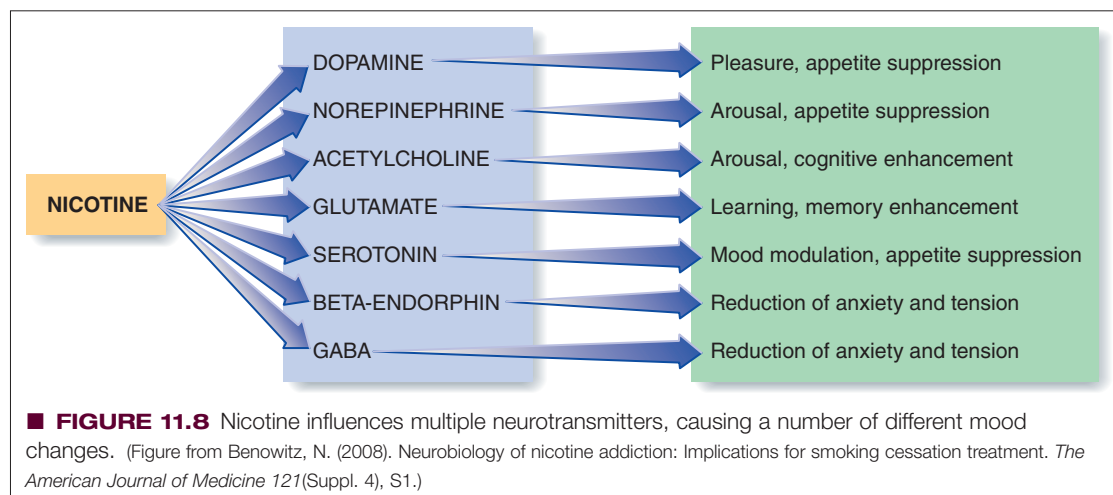 DOPAMINE Pleasure, appetite suppression
NOREPINEPHRINE Arousal, appetite suppression
ACETYLCHOLINE Arousal, cognitive enhancement
NICOTINE GLUTAMATE Learning, memory enhancement
SEROTONIN Mood modulation, appetite suppression
BETA-ENDORPHIN Reduction of anxiety and tension
GABA Reduction of anxiety and tension
■ FIGURE 11.8 Nicotine influences multiple neurotransmitters, causing a number of different mood
changes. (Figure from Benowitz, N. (2008). Neurobiology of nicotine addiction: Implications for smoking cessation treatment. The
American Journal of Medicine 121(Suppl. 4), S1.)